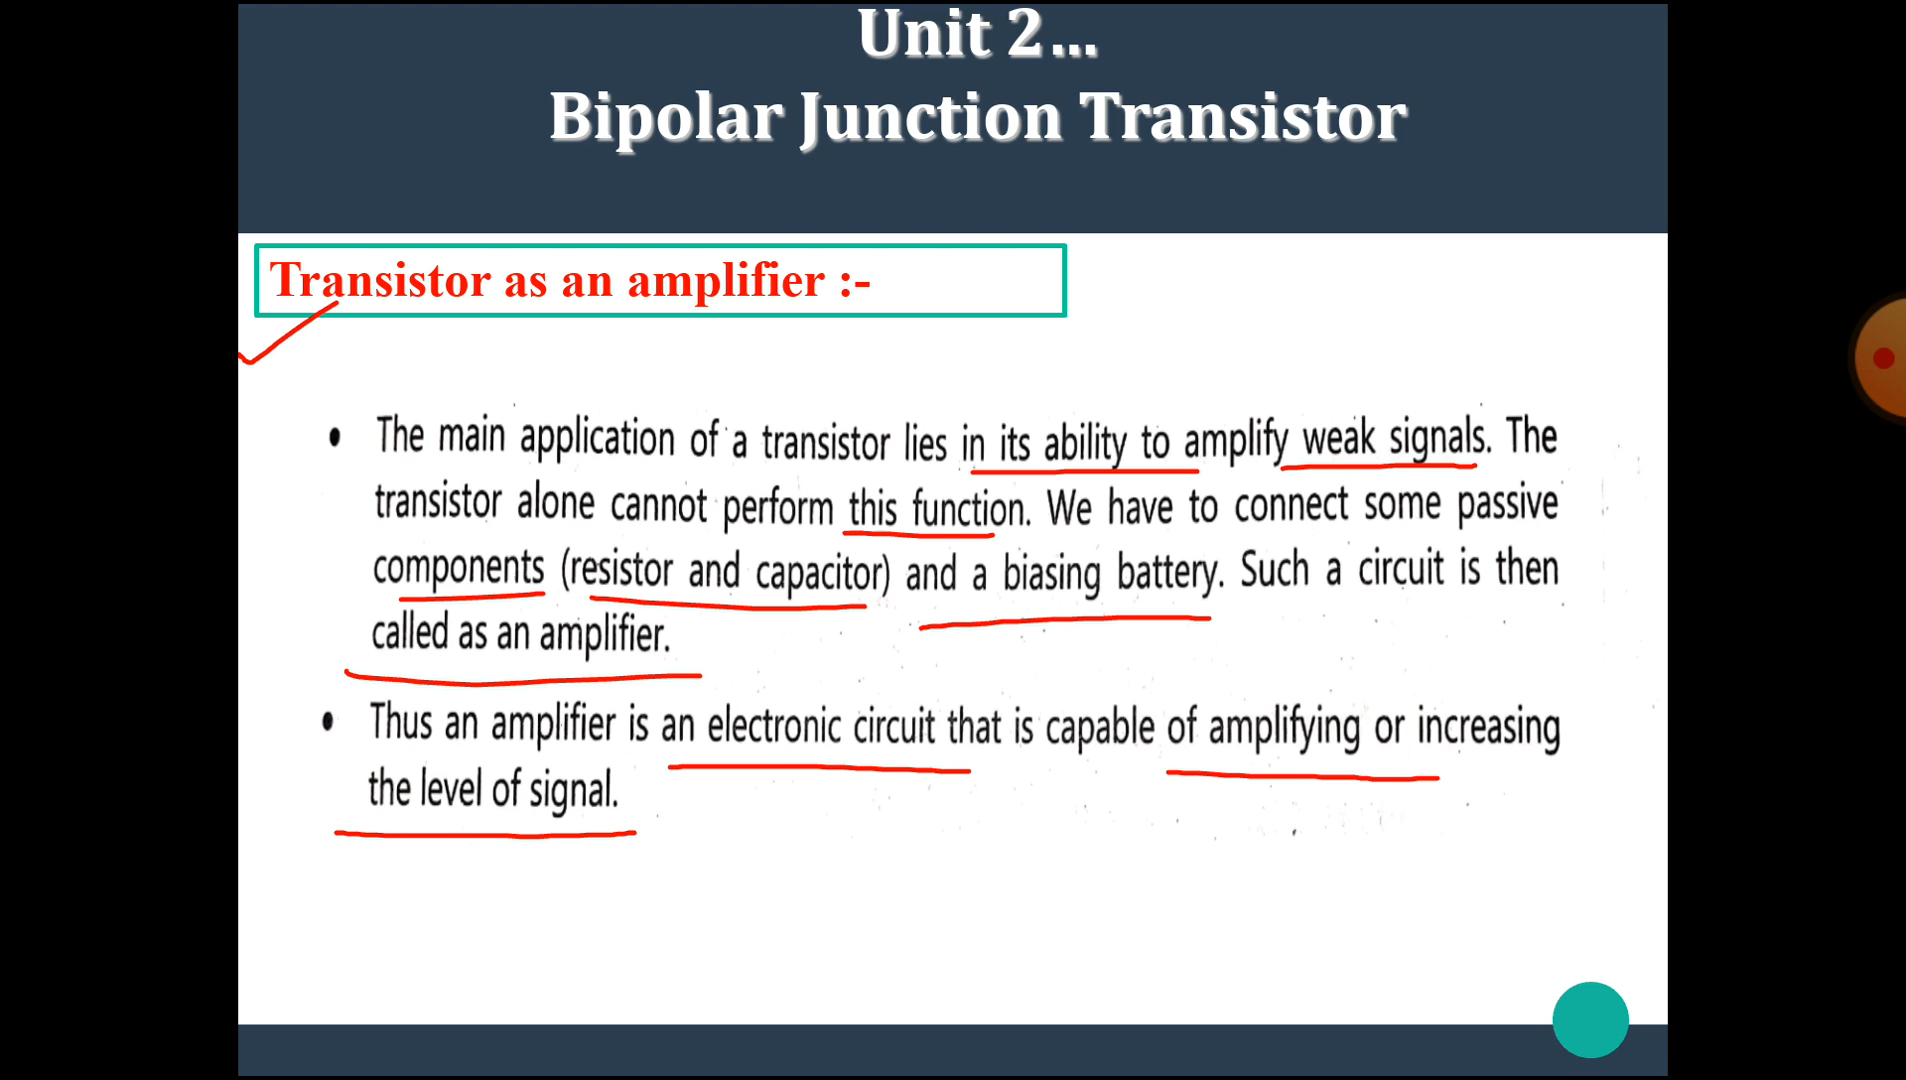 Unit 2...
Bipolar Junction Transistor
Transistor as an amplifier :-
• The main application of a transistor lies in its ability to amplify weak signals. The
transistor alone cannot perform this function. We have to connect some passive
components (resistor and capacitor) and a biasing battery. Such a circuit is then
called as an amplifier.
• Thus an amplifier is an electronic circuit that is capable of amplifying or increasing
the level of signal.